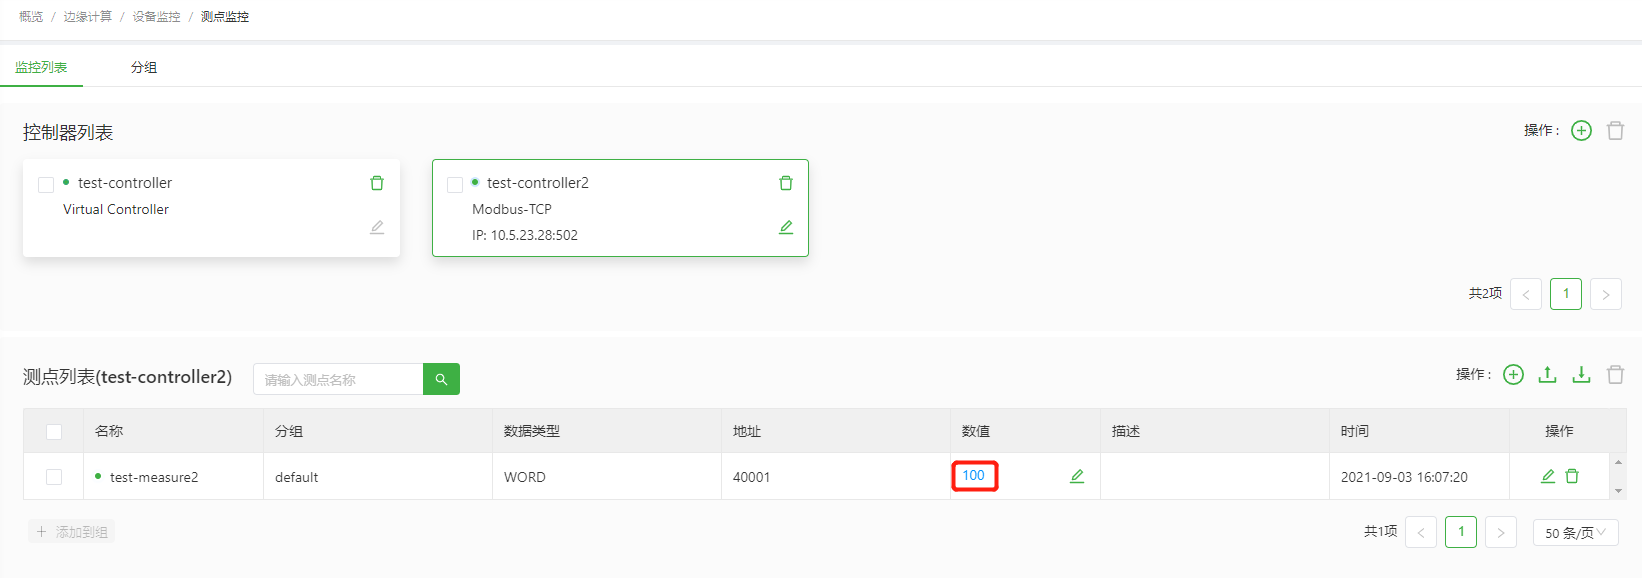 概览 / 边缘计算 / 设备监控 / 测点监控
监控列表 分组
控制器列表 操作：
test-controller
Virtual Controller
test-controller2
Modbus-TCP
IP: 10.5.23.28:502
共2项 < 1 >
测点列表(test-controller2) 请输入测点名称 操作：
名称 分组 数据类型 地址 数值 描述 时间 操作
test-measure2 default WORD 40001 100 2021-09-03 16:07:20
+ 添加到组 共1项 < 1 > 50 条/页